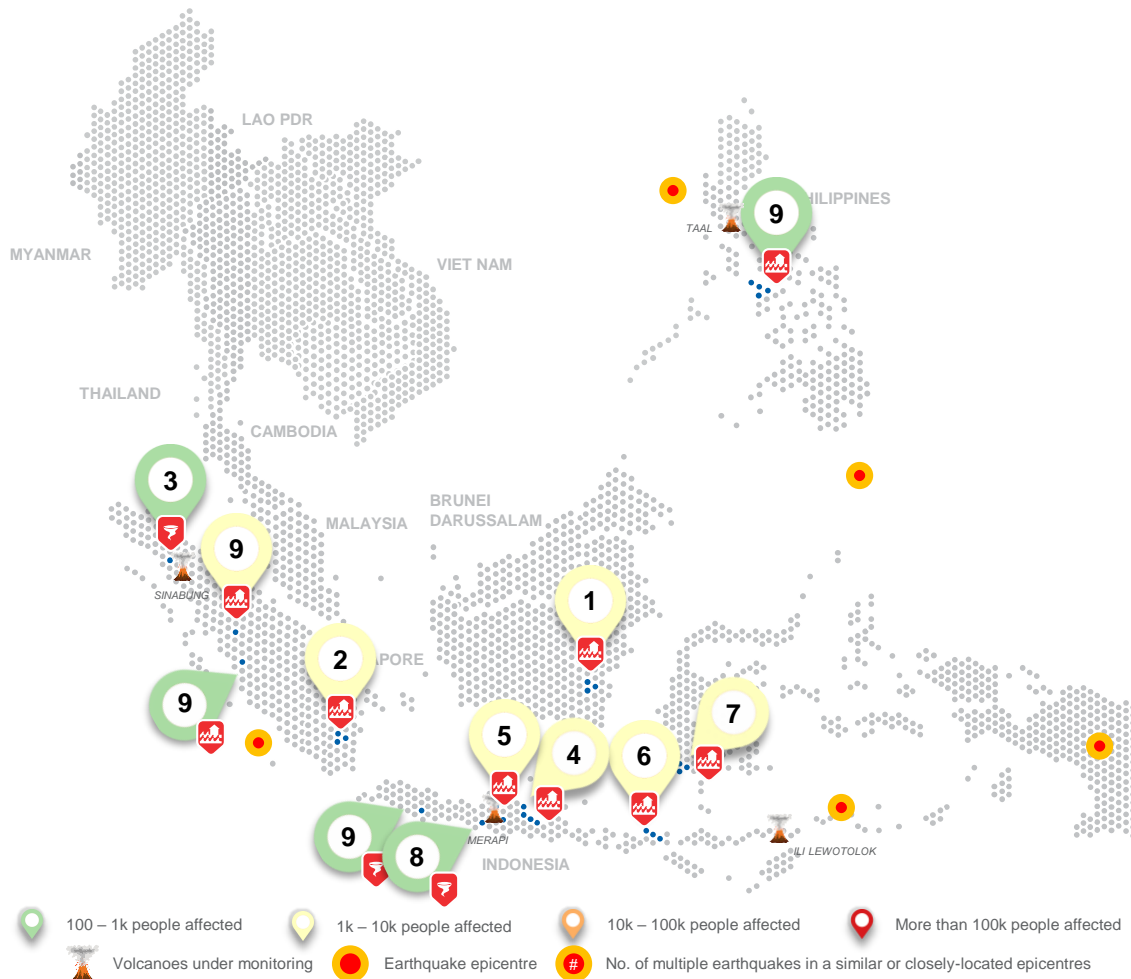 LAO PDR
HILIPPINES
9
TAAL
MYANMAR
VIET NAM
THAILAND
CAMBODIA
3
BRUNEI
DARUSSALAM
MALAYSIA
9
SINABUNG
1
2
APORE
9
7
5
4
6
9
8
MERAPI
INDONESIA
ILI LEWOTOLOK
100 – 1k people affected
1k – 10k people affected
10k – 100k people affected
More than 100k people affected
Volcanoes under monitoring
Earthquake epicentre
#
No. of multiple earthquakes in a similar or closely-located epicentres